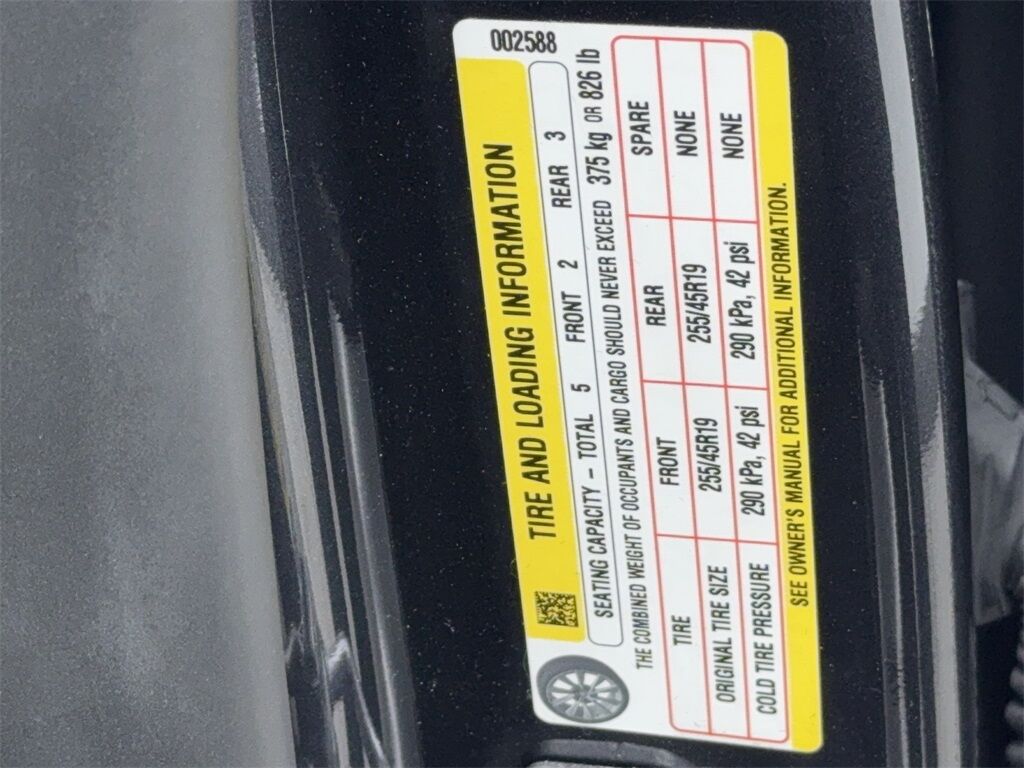 002588
TIRE AND LOADING INFORMATION
SEATING CAPACITY – TOTAL 5 FRONT 2 REAR 3
THE COMBINED WEIGHT OF OCCUPANTS AND CARGO SHOULD NEVER EXCEED 375 kg OR 826 lb
TIRE FRONT REAR SPARE
ORIGINAL TIRE SIZE 255/45R19 255/45R19 NONE
COLD TIRE PRESSURE 290 kPa, 42 psi 290 kPa, 42 psi NONE
SEE OWNER'S MANUAL FOR ADDITIONAL INFORMATION.